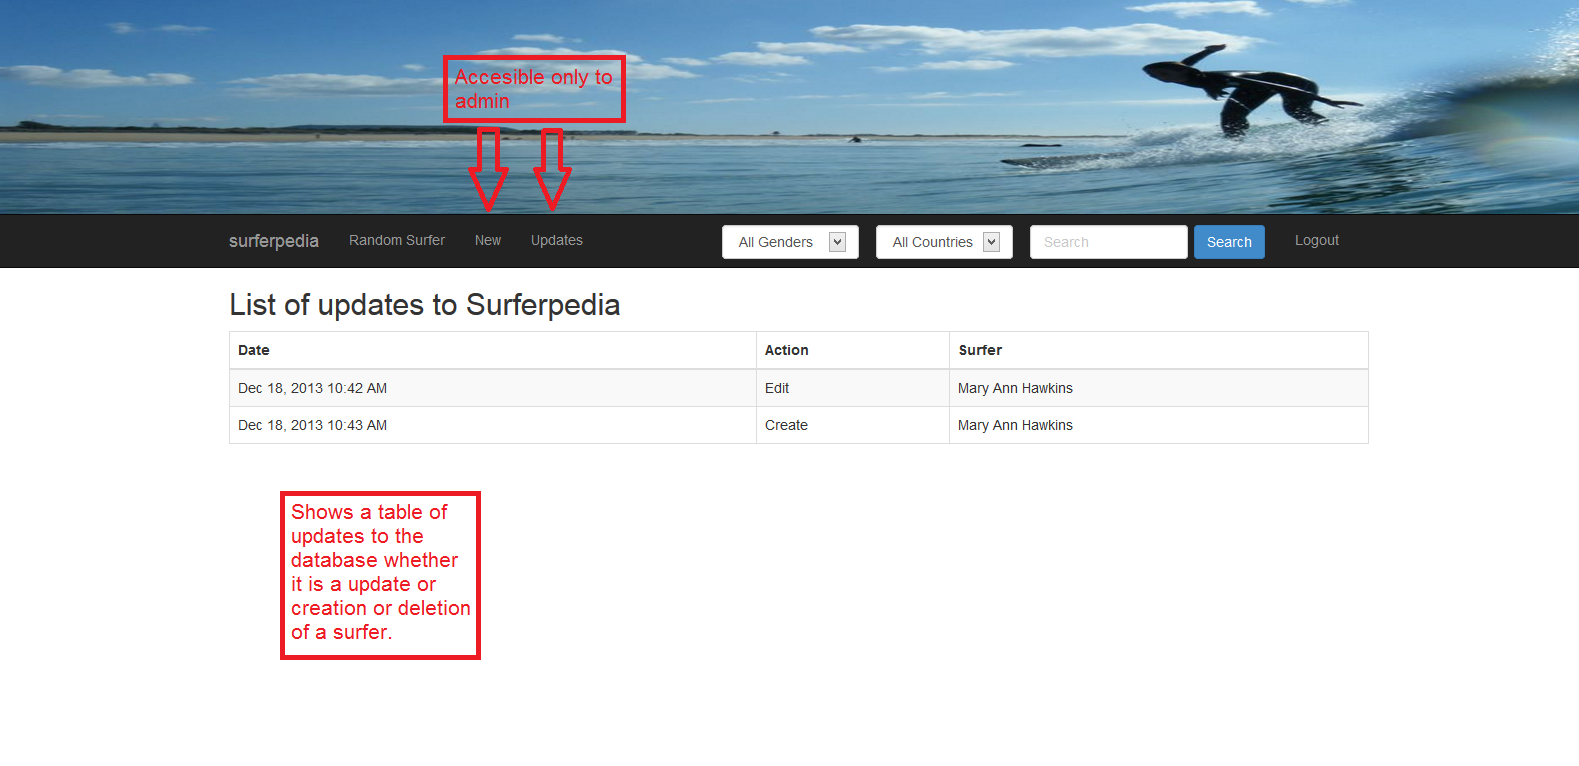 Accesible only to
admin
surferpedia Random Surfer New Updates All Genders All Countries Search Search Logout
List of updates to Surferpedia
Date Action Surfer
Dec 18, 2013 10:42 AM Edit Mary Ann Hawkins
Dec 18, 2013 10:43 AM Create Mary Ann Hawkins
Shows a table of
updates to the
database whether
it is a update or
creation or deletion
of a surfer.